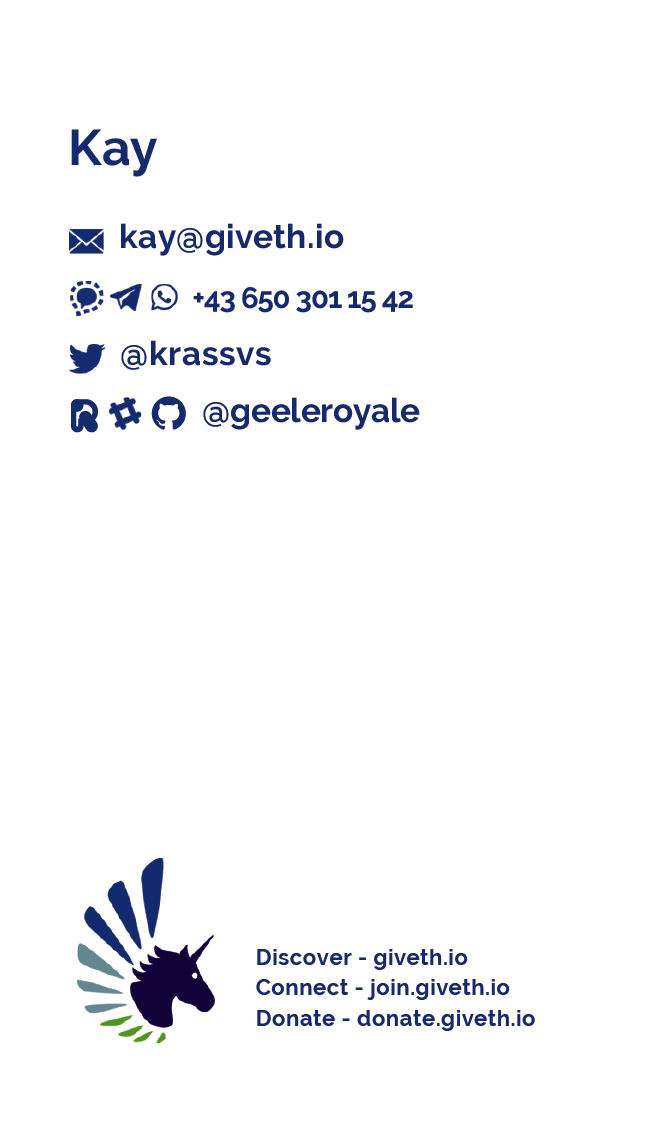 Kay
kay@giveth.io
+43 650 301 15 42
@krassvs
@geeleroyale
Discover - giveth.io
Connect - join.giveth.io
Donate - donate.giveth.io